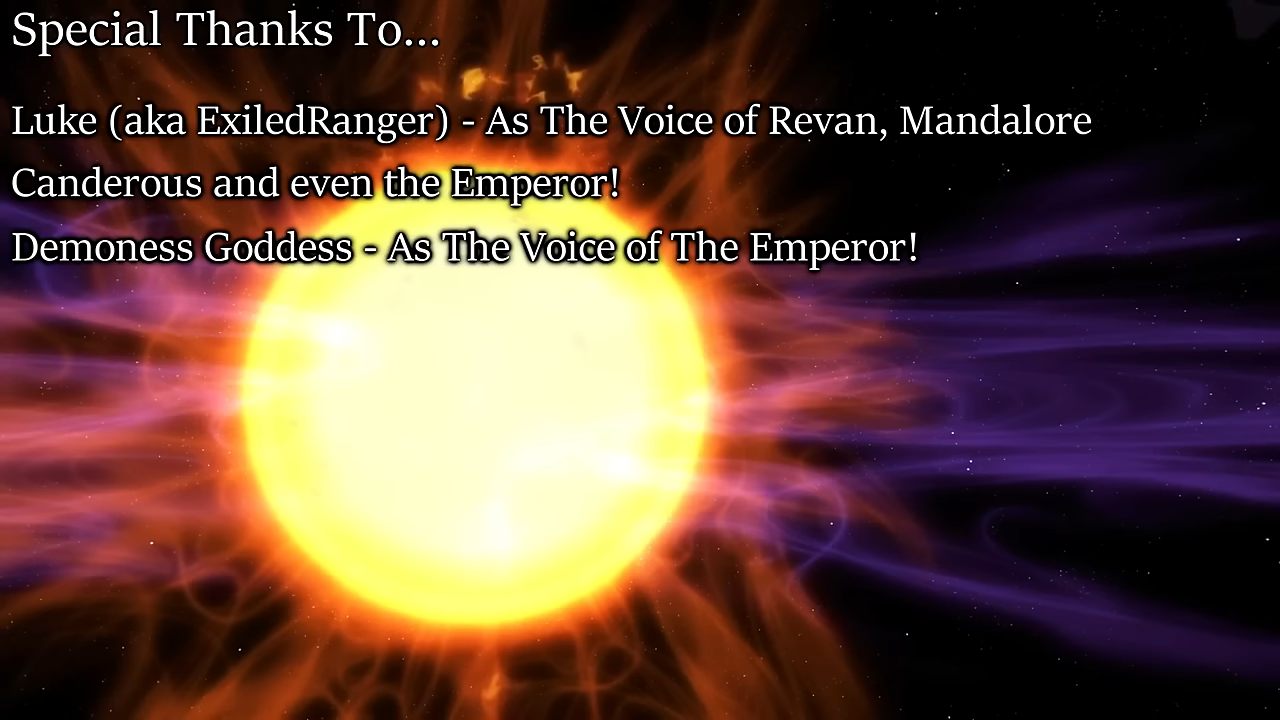 Special Thanks To...
Luke (aka ExiledRanger) - As The Voice of Revan, Mandalore
Canderous and even the Emperor!
Demoness Goddess - As The Voice of The Emperor!